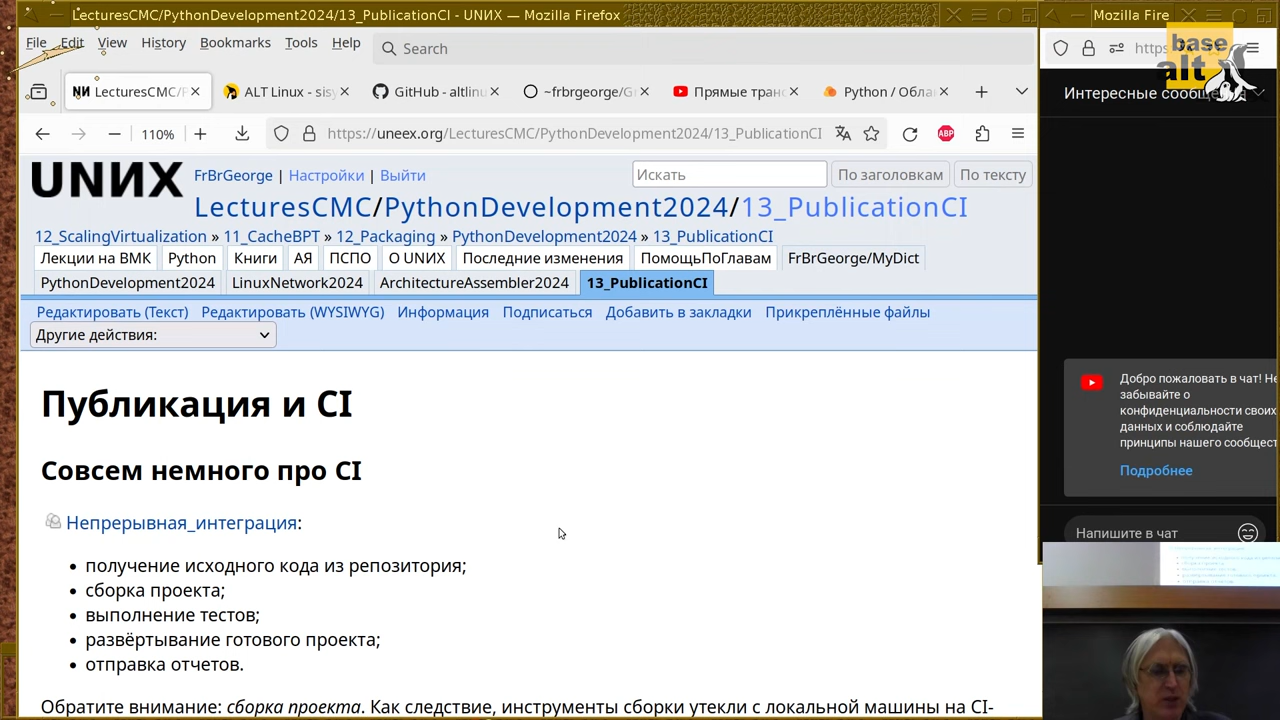 LecturesCMC/PythonDevelopment2024/13_PublicationCI - UNИX — Mozilla Firefox
Mozilla Fire
File Edit View History Bookmarks Tools Help
Search
LecturesCMC/P
ALT Linux - sisy
GitHub - altlinu
~frbrgeorge/G
Прямые тран
Python / Обла
110%
https://uneex.org/LecturesCMC/PythonDevelopment2024/13_PublicationCI
https
base
alt
Интересные сообще
UNИX
FrBrGeorge | Настройки | Выйти
Искать
По заголовкам
По тексту
LecturesCMC/PythonDevelopment2024/13_PublicationCI
12_ScalingVirtualization » 11_CacheBPT » 12_Packaging » PythonDevelopment2024 » 13_PublicationCI
Лекции на ВМК Python Книги АЯ ПСПО О UNIX Последние изменения ПомощьПоГлавам FrBrGeorge/MyDict
PythonDevelopment2024 LinuxNetwork2024 ArchitectureAssembler2024 13_PublicationCI
Редактировать (Текст) Редактировать (WYSIWYG) Информация Подписаться Добавить в закладки Прикреплённые файлы
Другие действия:
Публикация и CI
Совсем немного про CI
Непрерывная_интеграция:
• получение исходного кода из репозитория;
• сборка проекта;
• выполнение тестов;
• развёртывание готового проекта;
• отправка отчетов.
Обратите внимание: сборка проекта. Как следствие, инструменты сборки утекли с локальной машины на CI-
Добро пожаловать в чат! Не
забывайте о
конфиденциальности своих
данных и соблюдайте
принципы нашего сообщест
Подробнее
Напишите в чат